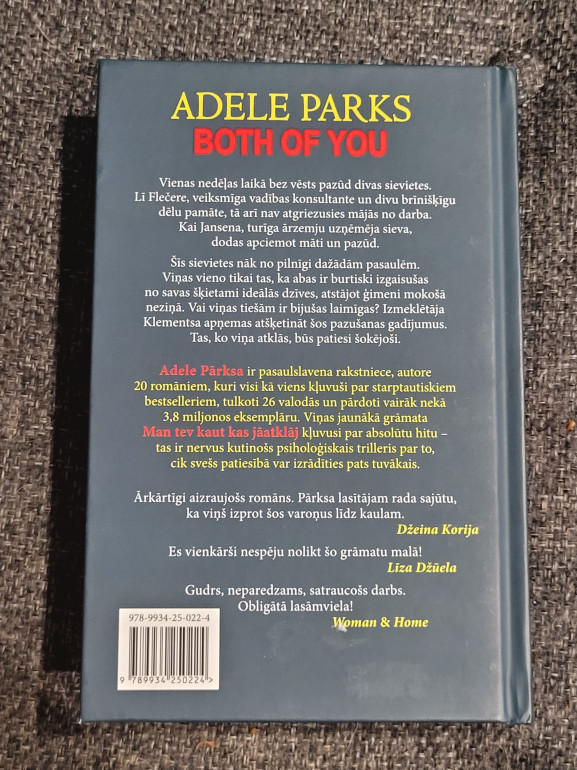 ADELE PARKS
BOTH OF YOU
Vienas nedēļas laikā bez vēsts pazūd divas sievietes.
Lī Flečere, veiksmīga vadības konsultante un divu brīnišķīgu
dēlu pamāte, tā arī nav atgriezusies mājās no darba.
Kai Jansena, turīga ārzemju uzņēmēja sieva,
dodas apciemot māti un pazūd.
Šīs sievietes nāk no pilnīgi dažādām pasaulēm.
Viņas vieno tikai tas, ka abas ir burtiski izgaisušas
no savas šķietami ideālās dzīves, atstājot ģimeni mokošā
neziņā. Vai viņas tiešām ir bijušas laimīgas? Izmeklētāja
Klementsa apņemas atšķetināt šos pazušanas gadījumus.
Tas, ko viņa atklās, būs patiesi šokējoši.
Adele Pārksa ir pasaulslavena rakstniece, autore
20 romāniem, kuri visi kā viens kļuvuši par starptautiskiem
bestselleriem, tulkoti 26 valodās un pārdoti vairāk nekā
3,8 miljonos eksemplāru. Viņas jaunākā grāmata
Man tev kaut kas jāatklāj kļuvusi par absolūtu hitu –
tas ir nervus kutinošs psiholoģiskais trilleris par to,
cik svešs patiesībā var izrādīties pats tuvākais.
Ārkārtīgi aizraujošs romāns. Pārksa lasītājam rada sajūtu,
ka viņš izprot šos varoņus līdz kaulam.
Džeina Korija
Es vienkārši nespēju nolikt šo grāmatu malā!
Līza Džūela
Gudrs, neparedzams, satraucošs darbs.
Obligātā lasāmviela!
Woman & Home
978-9934-25-022-4
9 789934 250224 >